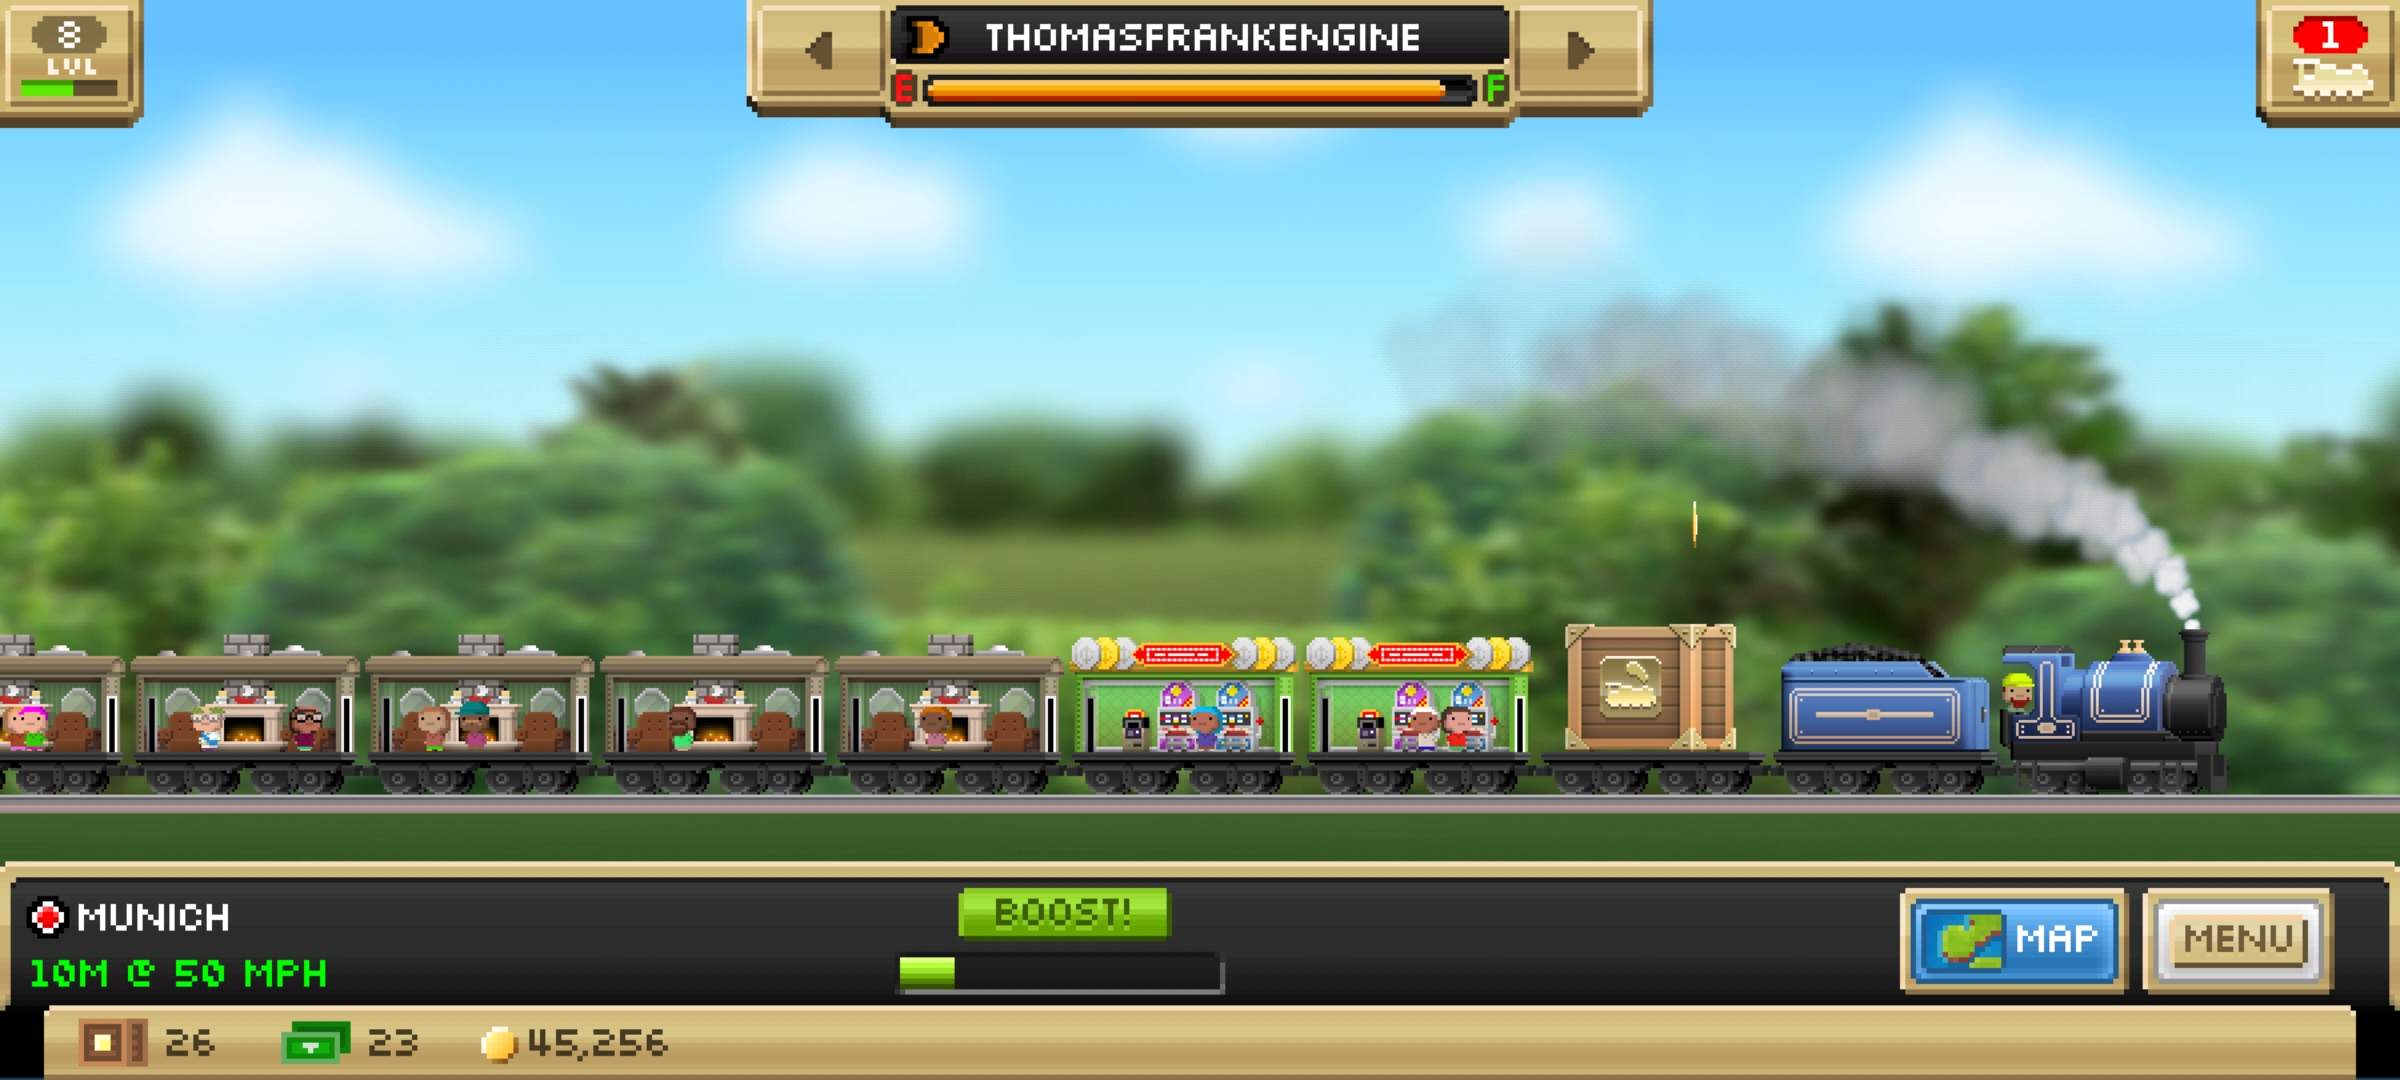 8
LVL
THOMASFRANKENGINE
E F
1
MUNICH
10M @ 50 MPH
BOOST!
MAP
MENU
26
23
45,256